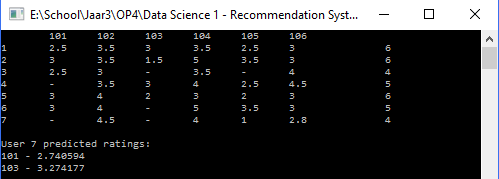 E:\School\Jaar3\OP4\Data Science 1 - Recommendation Syst...
101 102 103 104 105 106
1 2.5 3.5 3 3.5 2.5 3 6
2 3 3.5 1.5 5 3.5 3 6
3 2.5 3 - 3.5 - 4 4
4 - 3.5 3 4 2.5 4.5 5
5 3 4 2 3 2 3 6
6 3 4 - 5 3.5 3 5
7 - 4.5 - 4 1 2.8 4
User 7 predicted ratings:
101 - 2.740594
103 - 3.274177